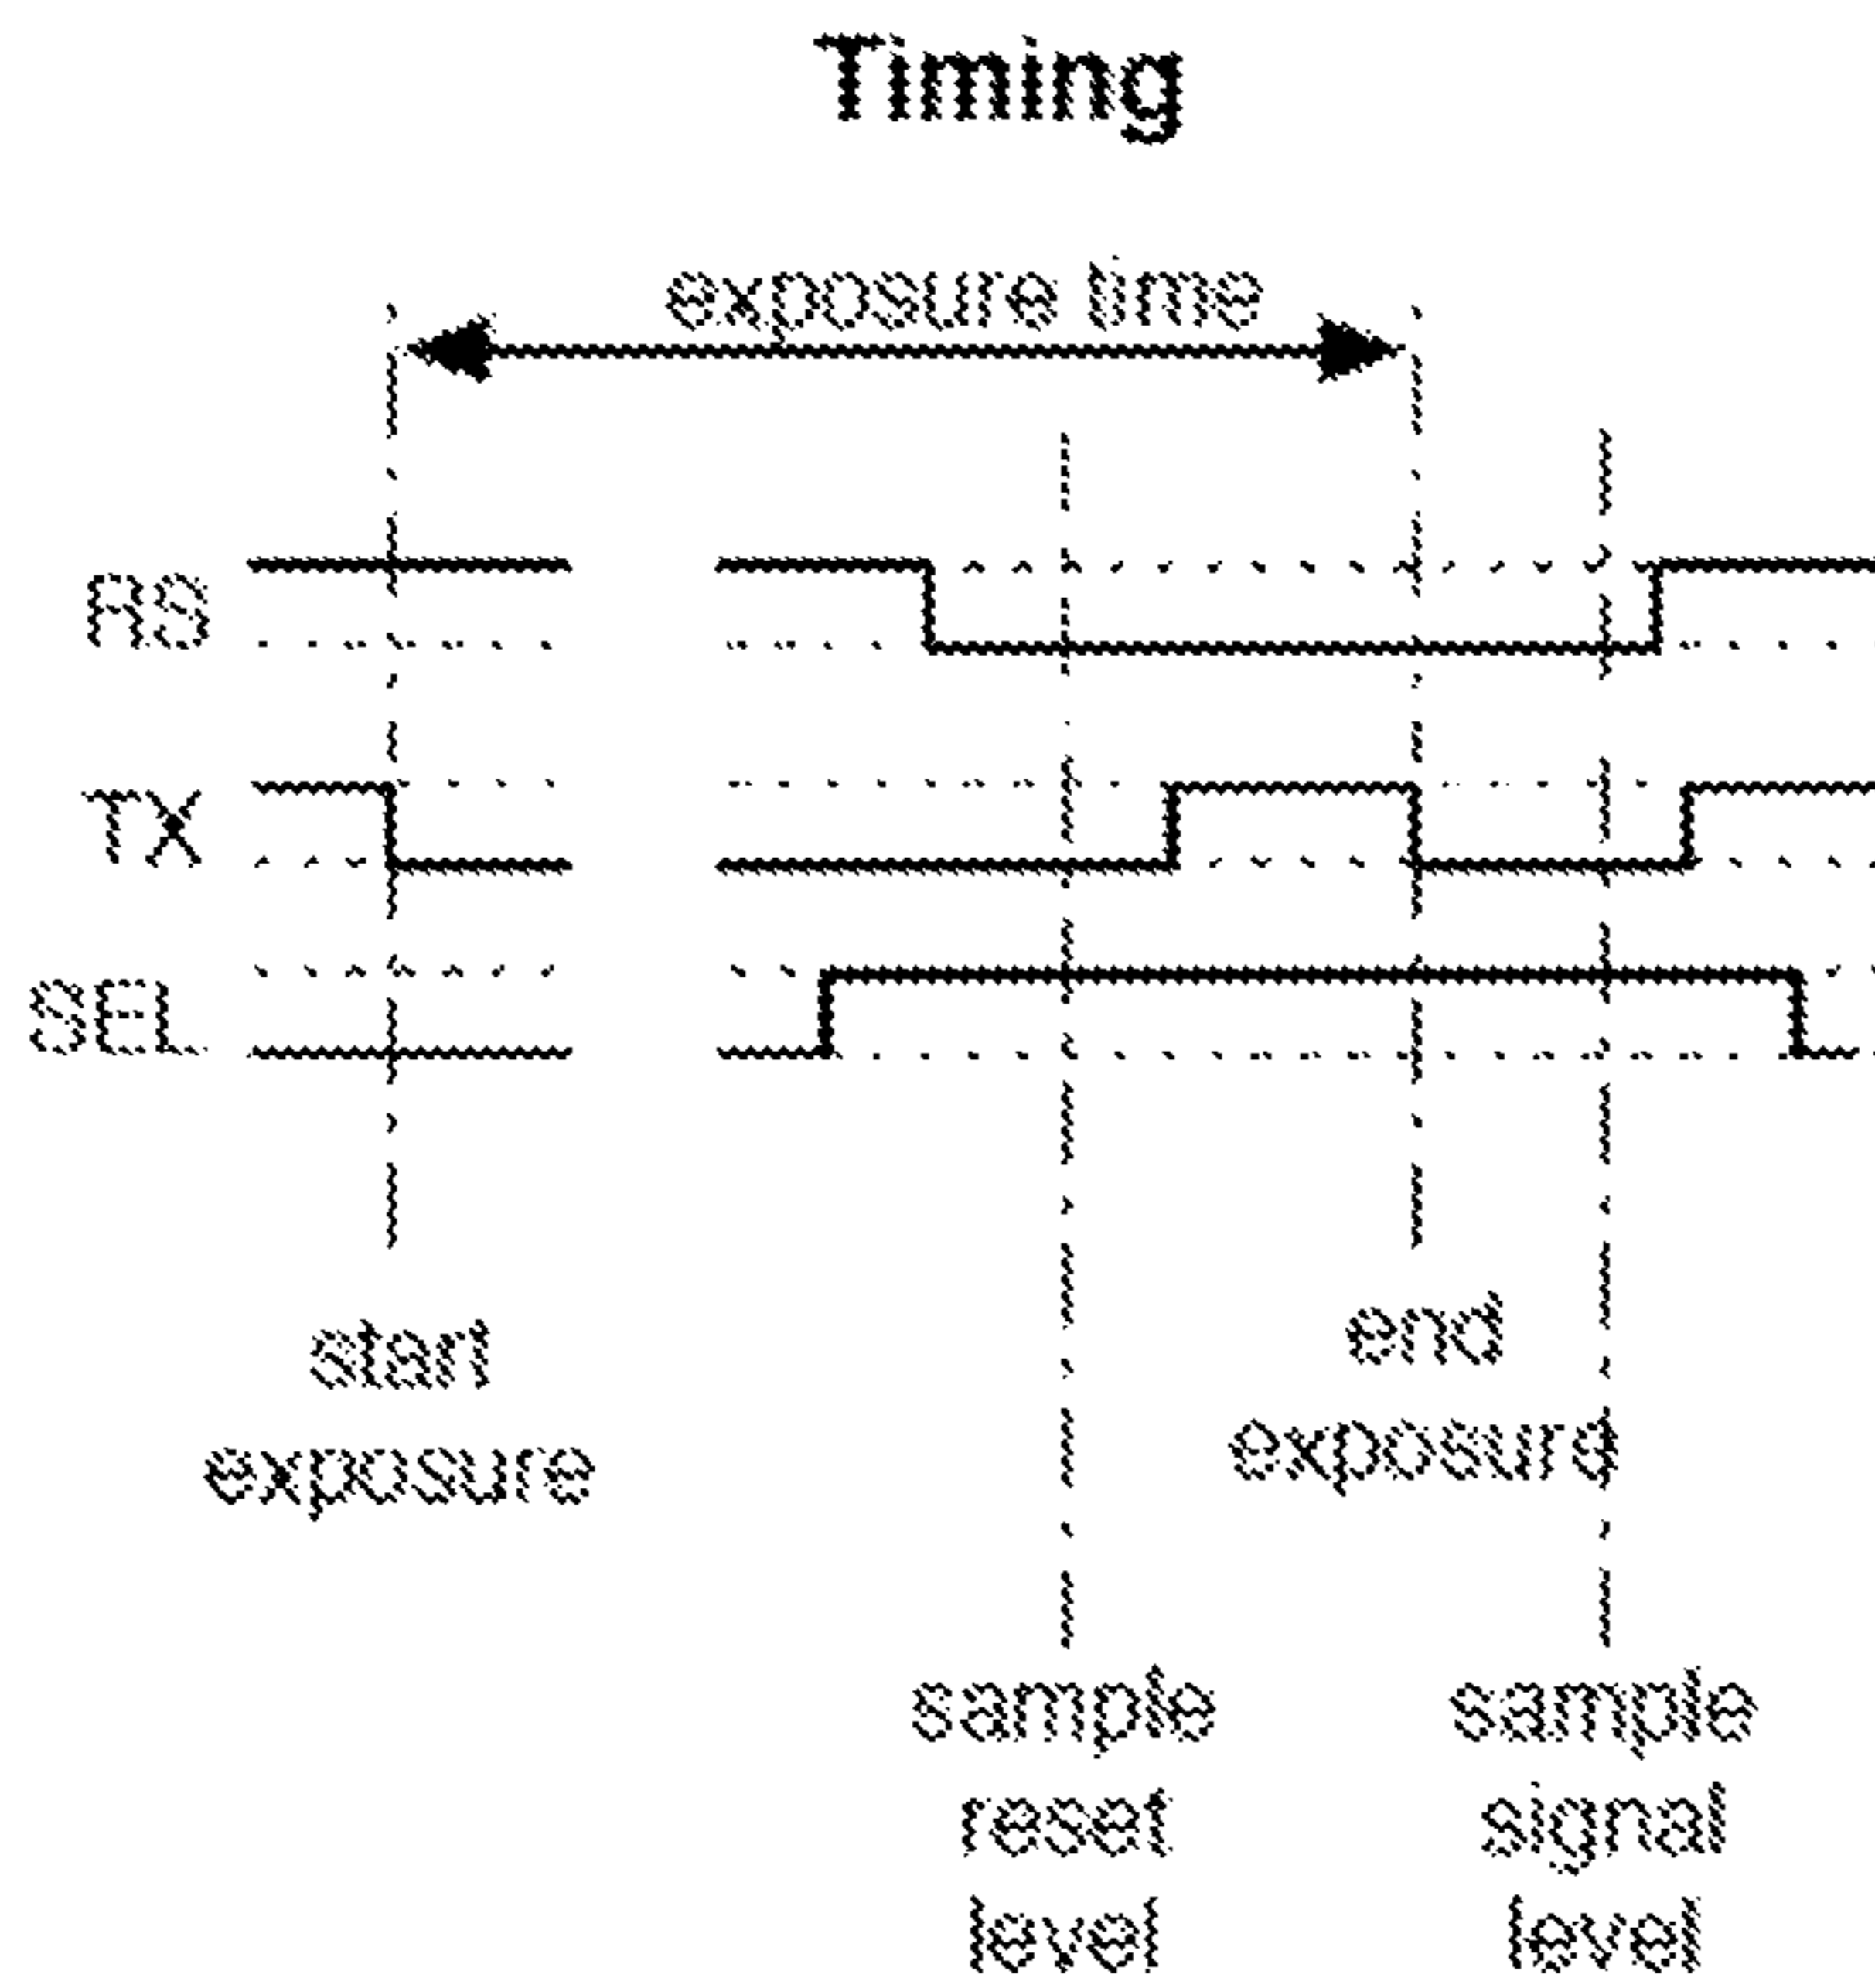 Timing
exposure time
RS
TX
SEL
start
exposure
end
exposure
sample
reset
level
sample
signal
level